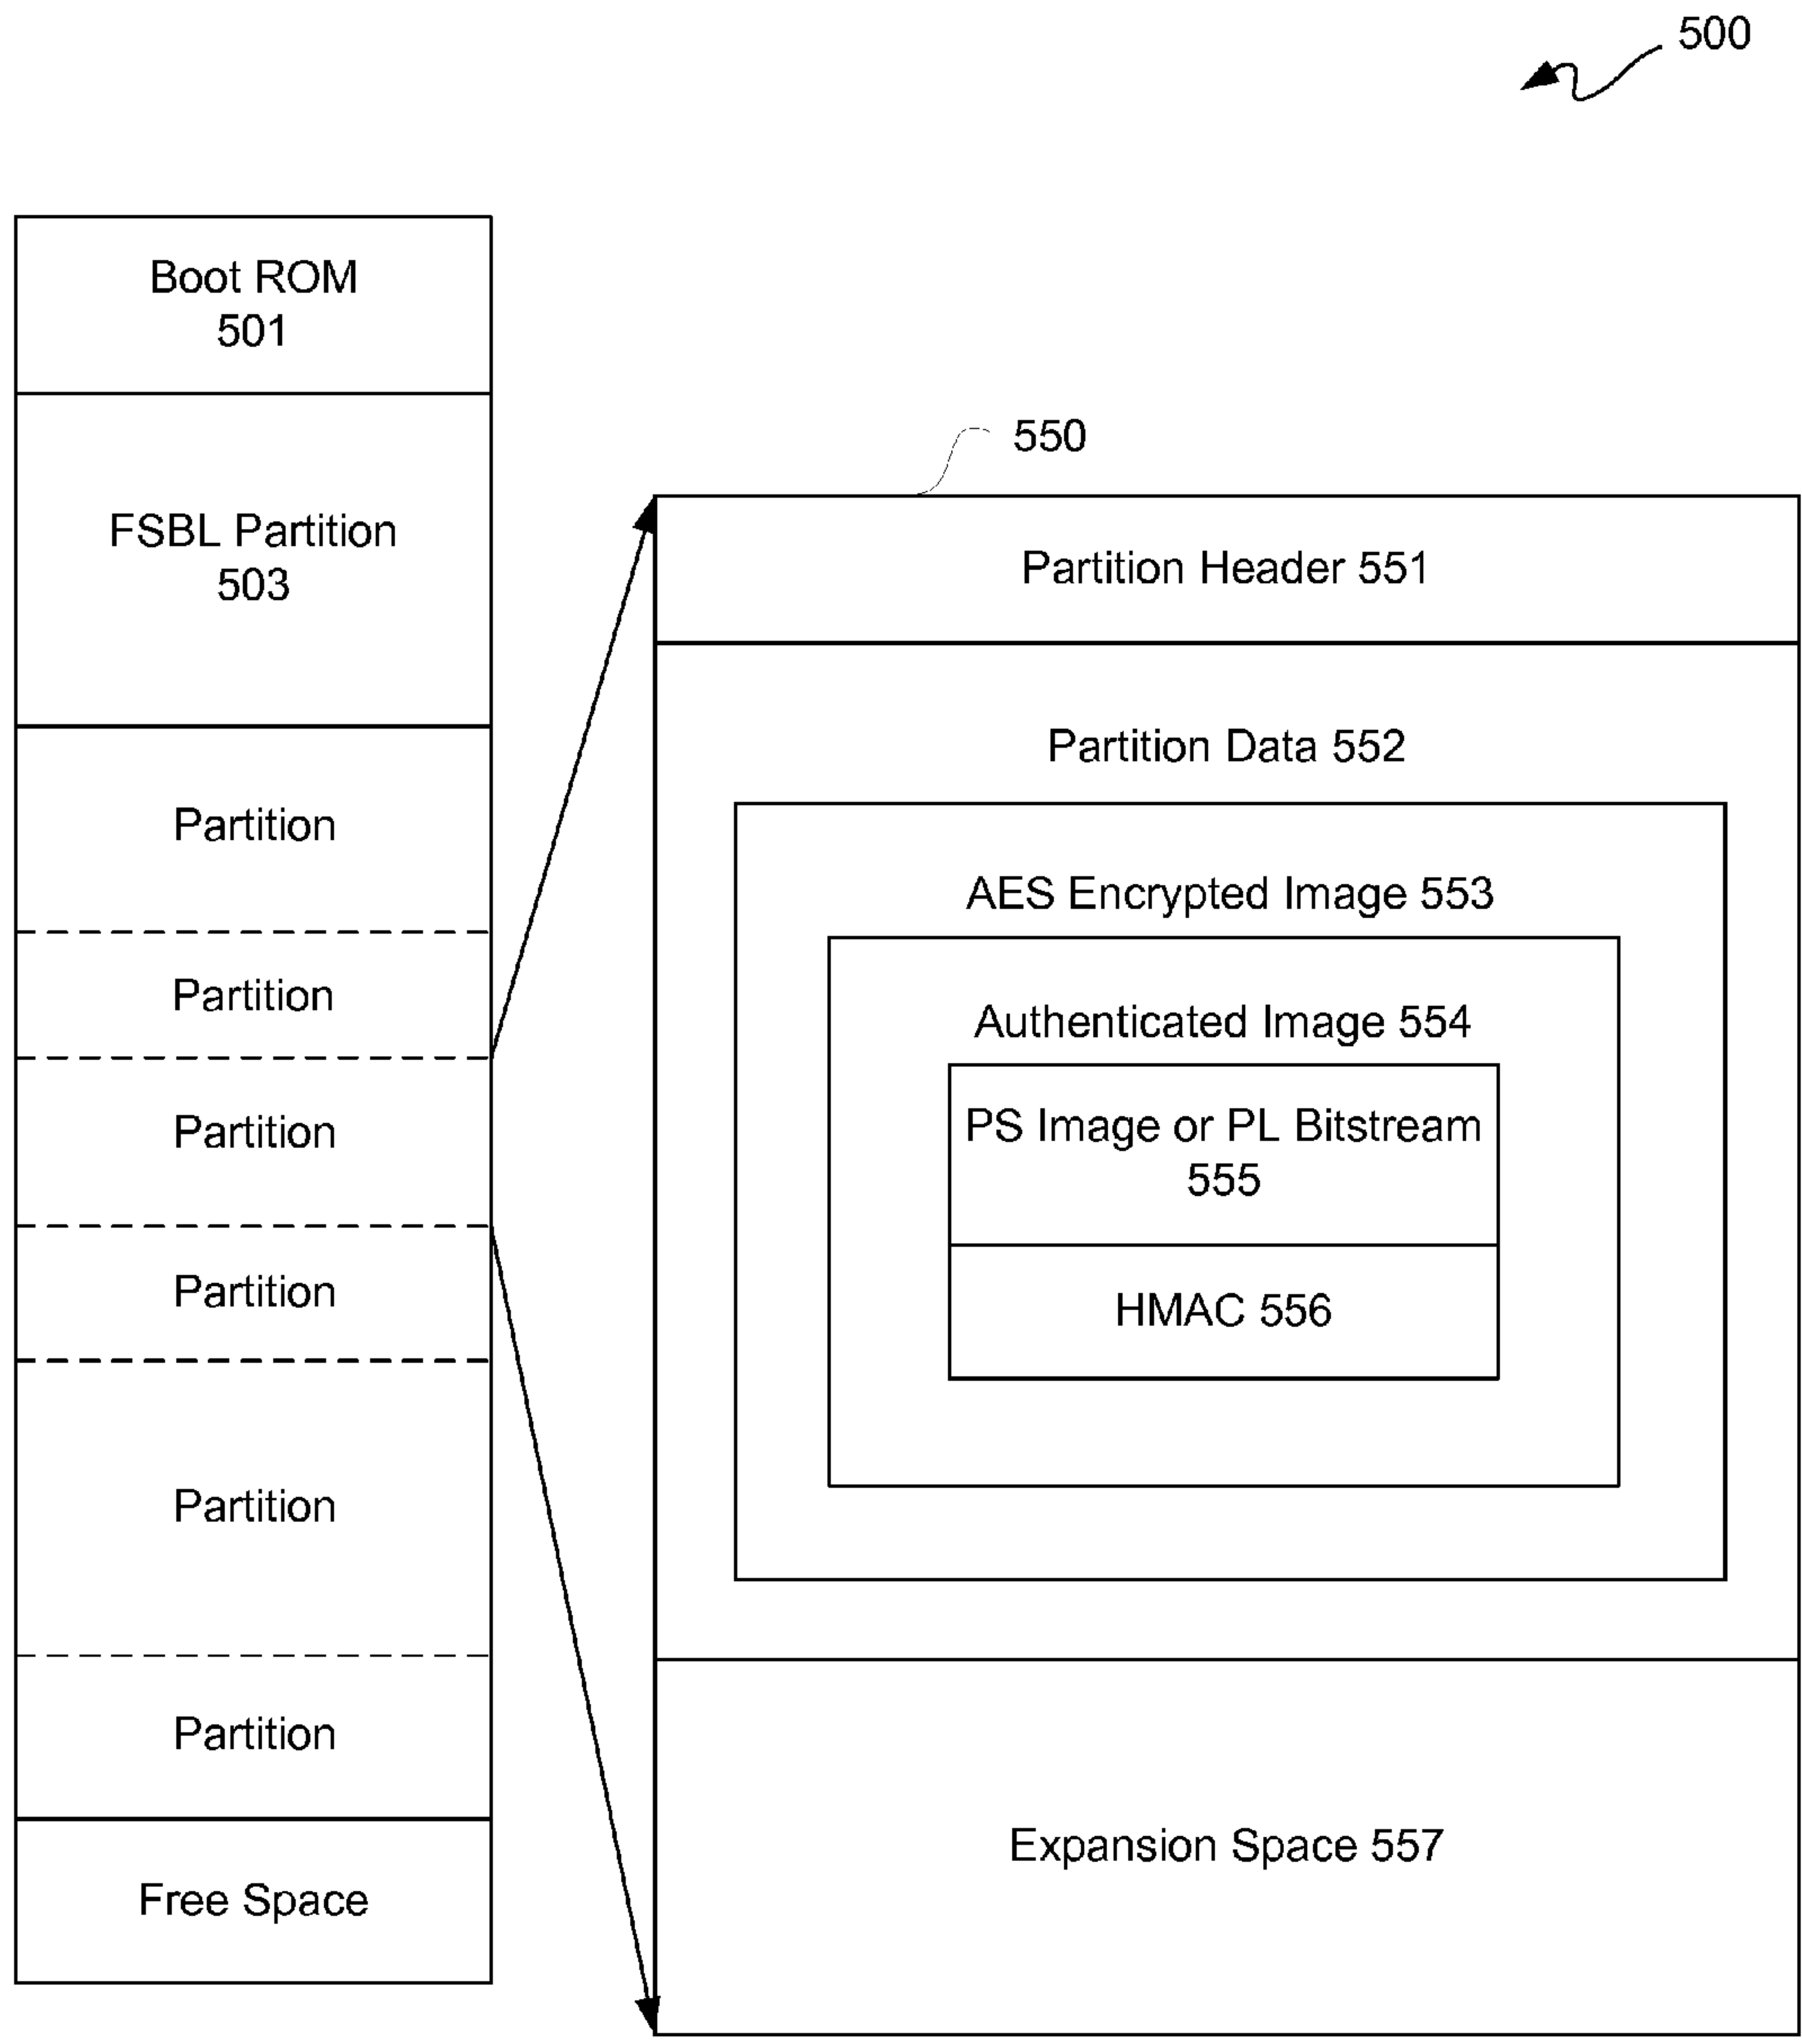 500
Boot ROM
501
FSBL Partition
503
Partition
Partition
Partition
Partition
Partition
Partition
Free Space
550
Partition Header 551
Partition Data 552
AES Encrypted Image 553
Authenticated Image 554
PS Image or PL Bitstream
555
HMAC 556
Expansion Space 557